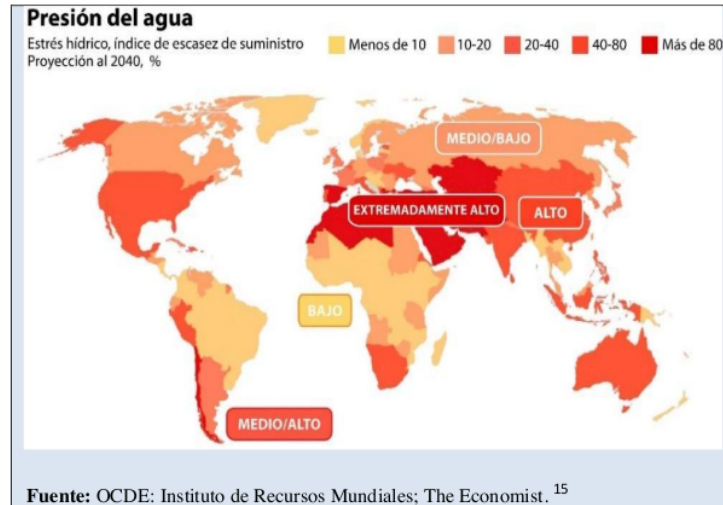 Presión del agua
Estrés hídrico, índice de escasez de suministro
Proyección al 2040, %
Menos de 10
10-20
20-40
40-80
Más de 80
MEDIO/BAJO
EXTREMADAMENTE ALTO
ALTO
BAJO
MEDIO/ALTO
Fuente: OCDE: Instituto de Recursos Mundiales; The Economist. 15